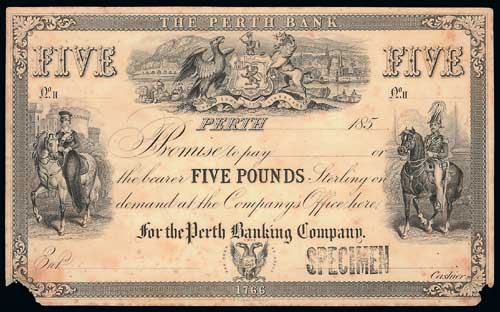 THE PERTH BANK
FIVE FIVE
No. No.
PERTH 185
Promise to pay or
the bearer FIVE POUNDS Sterling on
demand at the Company's Office here,
For the Perth Banking Company.
Ent.
SPECIMEN
Cashier
1766